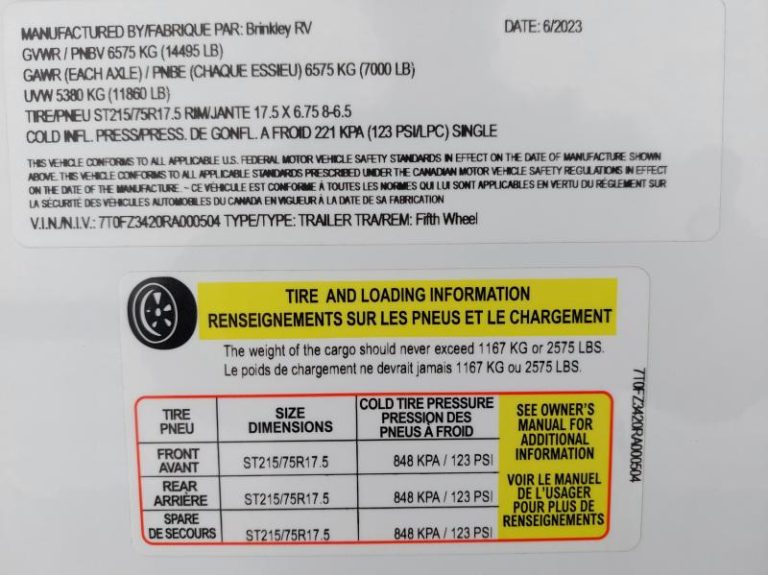 MANUFACTURED BY/FABRIQUE PAR: Brinkley RV DATE: 6/2023
GVWR / PNBV 6575 KG (14495 LB)
GAWR (EACH AXLE) / PNBE (CHAQUE ESSIEU) 6575 KG (7000 LB)
UVW 5380 KG (11860 LB)
TIRE/PNEU ST215/75R17.5 RIM/JANTE 17.5 X 6.75 8-6.5
COLD INFL. PRESS/PRESS. DE GONFL. A FROID 221 KPA (123 PSI/LPC) SINGLE
THIS VEHICLE CONFORMS TO ALL APPLICABLE U.S. FEDERAL MOTOR VEHICLE SAFETY STANDARDS IN EFFECT ON THE DATE OF MANUFACTURE SHOWN
ABOVE. THIS VEHICLE CONFORMS TO ALL APPLICABLE STANDARDS PRESCRIBED UNDER THE CANADIAN MOTOR VEHICLE SAFETY REGULATIONS IN EFFECT
ON THE DATE OF THE MANUFACTURE. ~ CE VÉHICULE EST CONFORME À TOUTES LES NORMES QUI LUI SONT APPLICABLES EN VERTU DU RÉGLEMENT SUR
LA SÉCURITÉ DES VÉHICULES AUTOMOBILES DU CANADA EN VIGUEUR À LA DATE DE SA FABRICATION
V.I.N./N.I.V.: 7T0FZ3420RA000504 TYPE/TYPE: TRAILER TRA/REM: Fifth Wheel
TIRE AND LOADING INFORMATION
RENSEIGNEMENTS SUR LES PNEUS ET LE CHARGEMENT
The weight of the cargo should never exceed 1167 KG or 2575 LBS.
Le poids de chargement ne devrait jamais 1167 KG ou 2575 LBS.
TIRE
PNEU
SIZE
DIMENSIONS
COLD TIRE PRESSURE
PRESSION DES
PNEUS À FROID
FRONT
AVANT
ST215/75R17.5
848 KPA / 123 PSI
REAR
ARRIÈRE
ST215/75R17.5
848 KPA / 123 PSI
SPARE
DE SECOURS
ST215/75R17.5
848 KPA / 123 PSI
SEE OWNER'S
MANUAL FOR
ADDITIONAL
INFORMATION
VOIR LE MANUEL
DE L'USAGER
POUR PLUS DE
RENSEIGNEMENTS
7T0FZ3420RA000504